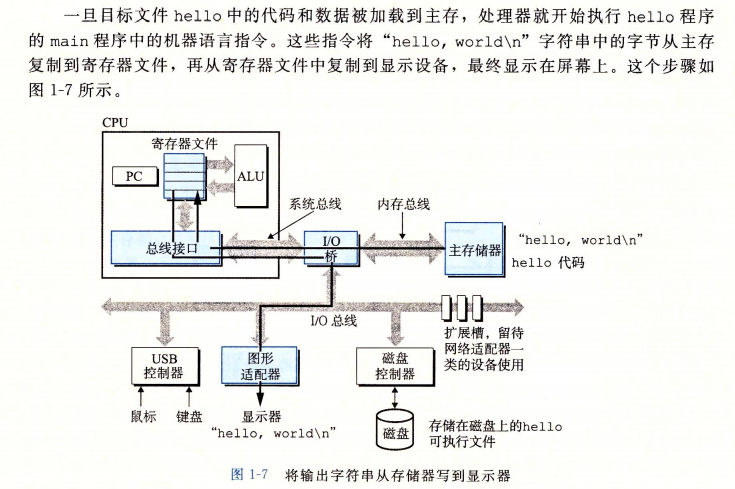 一旦目标文件 hello 中的代码和数据被加载到主存，处理器就开始执行 hello 程序
的 main 程序中的机器语言指令。这些指令将“hello, world\n”字符串中的字节从主存
复制到寄存器文件，再从寄存器文件中复制到显示设备，最终显示在屏幕上。这个步骤如
图 1-7 所示。
CPU
寄存器文件
PC
ALU
系统总线
内存总线
总线接口
I/O
桥
主存储器
“hello, world\n”
hello 代码
I/O 总线
扩展槽，留待
网络适配器一
类的设备使用
USB
控制器
图形
适配器
磁盘
控制器
鼠标
键盘
显示器
“hello, world\n”
磁盘
存储在磁盘上的hello
可执行文件
图 1-7 将输出字符串从存储器写到显示器